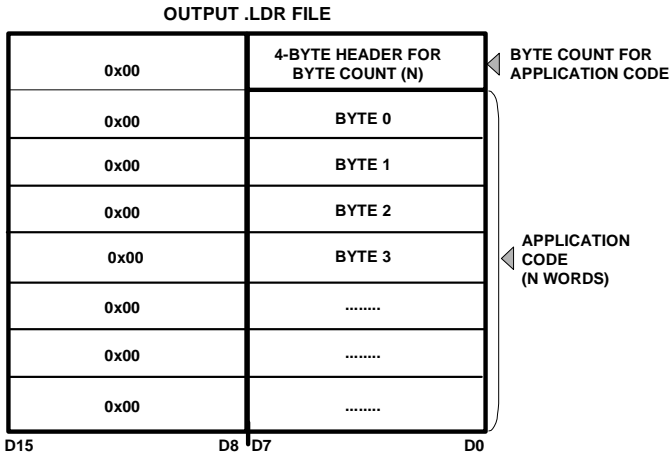 OUTPUT .LDR FILE
0x00
4-BYTE HEADER FOR
BYTE COUNT (N)
BYTE COUNT FOR
APPLICATION CODE
0x00
BYTE 0
0x00
BYTE 1
0x00
BYTE 2
0x00
BYTE 3
APPLICATION
CODE
(N WORDS)
0x00
........
0x00
........
0x00
........
D15
D8
D7
D0